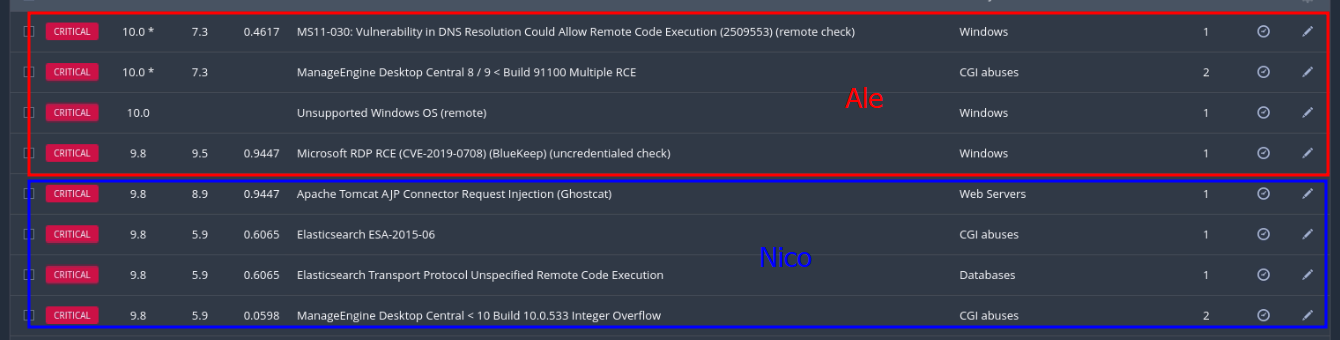 CRITICAL 10.0 * 7.3 0.4617 MS11-030: Vulnerability in DNS Resolution Could Allow Remote Code Execution (2509553) (remote check) Windows 1
CRITICAL 10.0 * 7.3 ManageEngine Desktop Central 8 / 9 < Build 91100 Multiple RCE CGI abuses 2
Ale
CRITICAL 10.0 Unsupported Windows OS (remote) Windows 1
CRITICAL 9.8 9.5 0.9447 Microsoft RDP RCE (CVE-2019-0708) (BlueKeep) (uncredentialed check) Windows 1
CRITICAL 9.8 8.9 0.9447 Apache Tomcat AJP Connector Request Injection (Ghostcat) Web Servers 1
CRITICAL 9.8 5.9 0.6065 Elasticsearch ESA-2015-06 CGI abuses 1
Nico
CRITICAL 9.8 5.9 0.6065 Elasticsearch Transport Protocol Unspecified Remote Code Execution Databases 1
CRITICAL 9.8 5.9 0.0598 ManageEngine Desktop Central < 10 Build 10.0.533 Integer Overflow CGI abuses 2